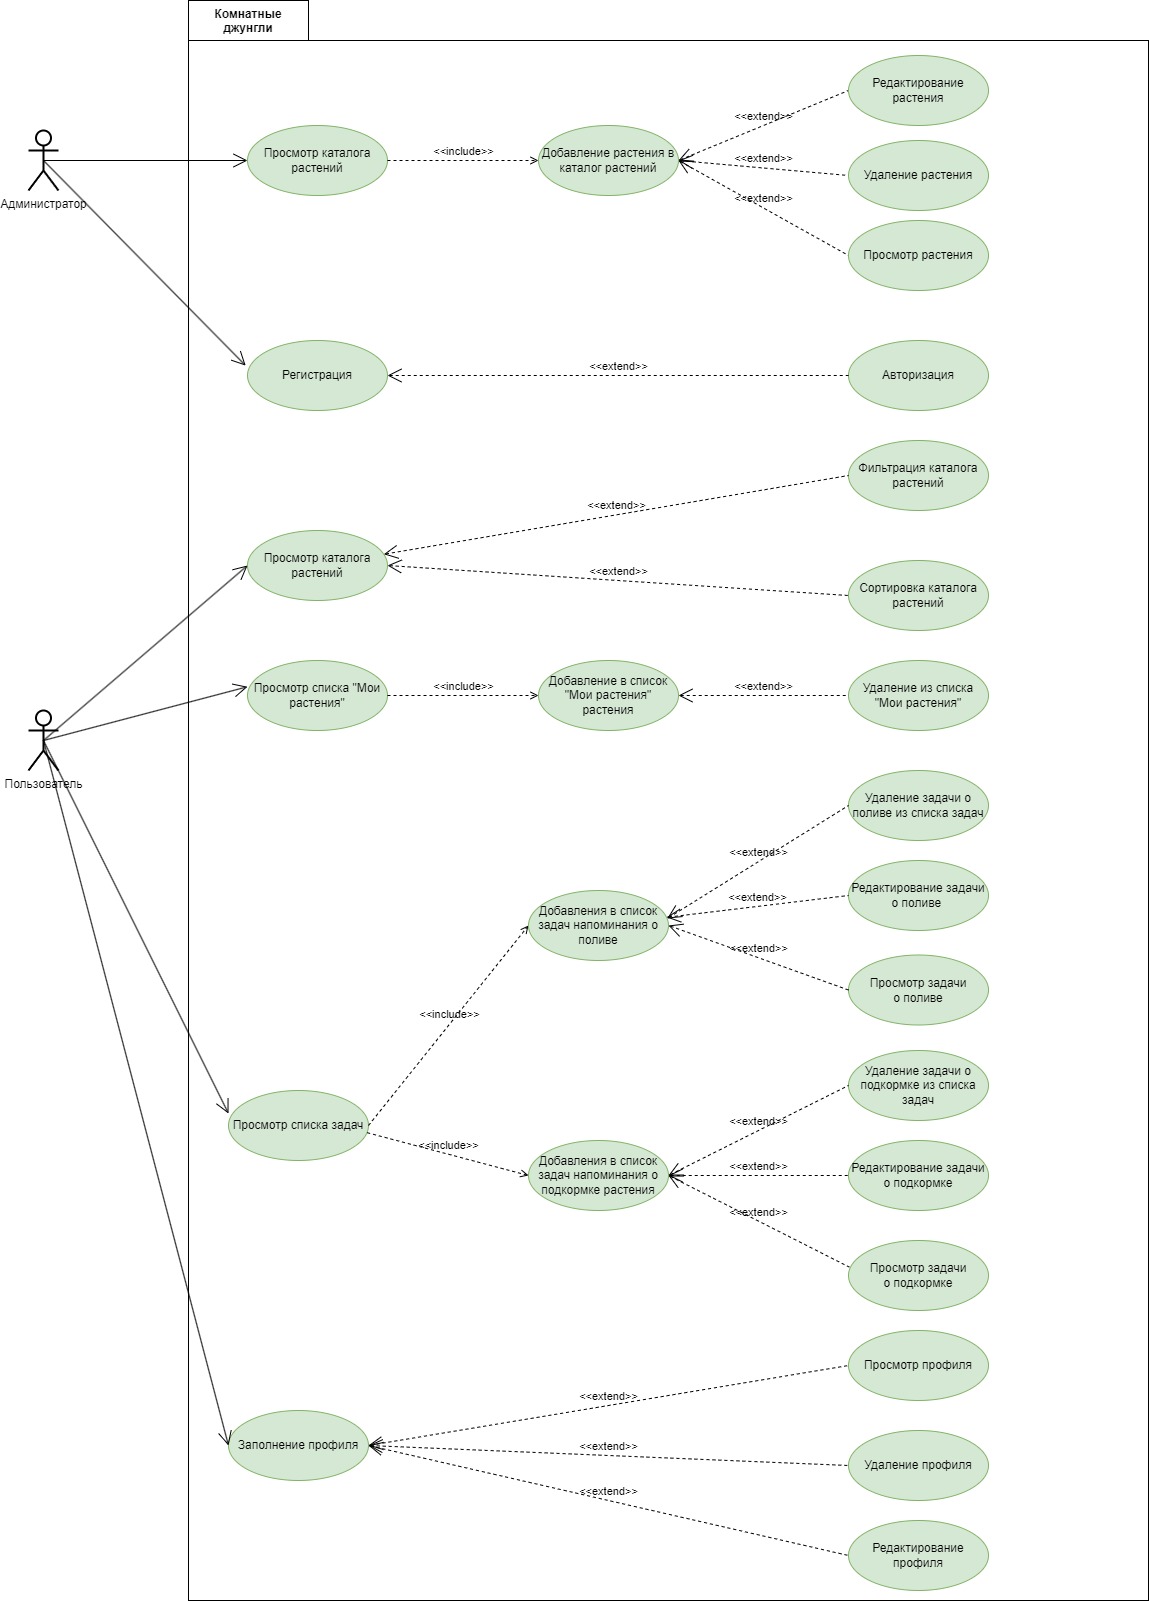 Комнатные
джунгли
Администратор
Просмотр каталога
растений
<<include>>
Добавление растения в
каталог растений
<<extend>>
Редактирование
растения
<<extend>>
Удаление растения
<<extend>>
Просмотр растения
Регистрация
<<extend>>
Авторизация
Пользователь
Просмотр каталога
растений
<<extend>>
Фильтрация каталога
растений
<<extend>>
Сортировка каталога
растений
Просмотр списка "Мои
растения"
<<include>>
Добавление в список
"Мои растения"
растения
<<extend>>
Удаление из списка
"Мои растения"
Просмотр списка задач
<<include>>
Добавления в список
задач напоминания о
поливе
<<extend>>
Удаление задачи о
поливе из списка задач
<<extend>>
Редактирование задачи
о поливе
<<extend>>
Просмотр задачи
о поливе
<<include>>
Добавления в список
задач напоминания о
подкормке растения
<<extend>>
Удаление задачи о
подкормке из списка
задач
<<extend>>
Редактирование задачи
о подкормке
<<extend>>
Просмотр задачи
о подкормке
Заполнение профиля
<<extend>>
Просмотр профиля
<<extend>>
Удаление профиля
<<extend>>
Редактирование
профиля